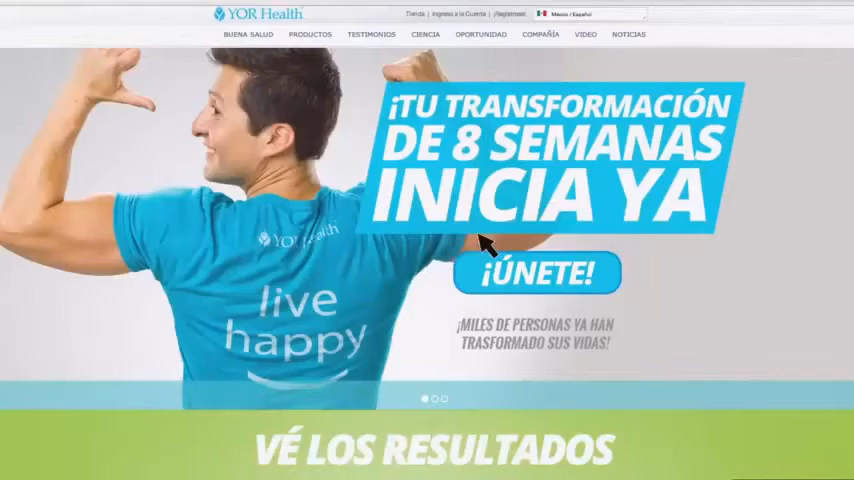 YOR Health
Tienda | Ingreso a la Cuenta | ¡Regístrese!
México / Español
BUENA SALUD PRODUCTOS TESTIMONIOS CIENCIA OPORTUNIDAD COMPAÑÍA VIDEO NOTICIAS
¡TU TRANSFORMACIÓN
DE 8 SEMANAS
INICIA YA
YOR Health
¡ÚNETE!
live
happy
¡MILES DE PERSONAS YA HAN
TRASFORMADO SUS VIDAS!
VÉ LOS RESULTADOS